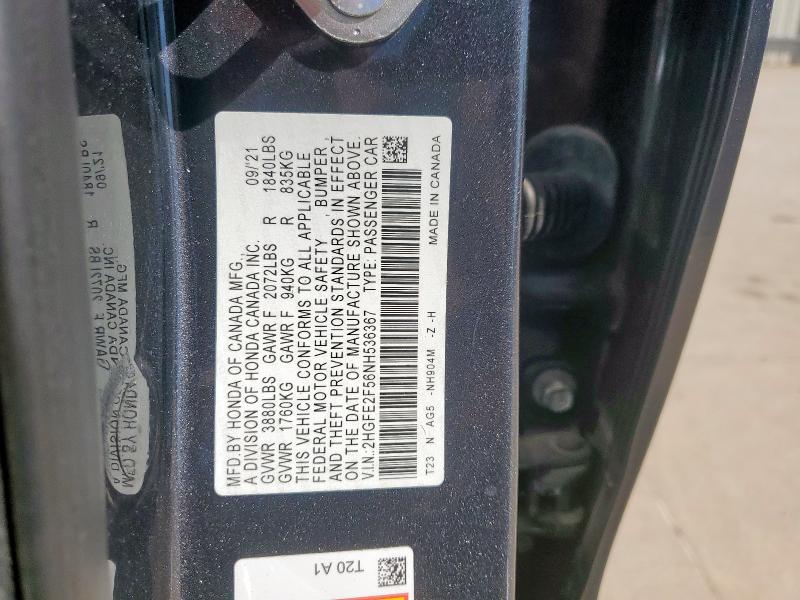 MFD.BY HONDA OF CANADA MFG., 09/'21
A DIVISION OF HONDA CANADA INC.
GVWR 3880LBS GAWR F 2072LBS R 1840LBS
GVWR 1760KG GAWR F 940KG R 835KG
THIS VEHICLE CONFORMS TO ALL APPLICABLE
FEDERAL MOTOR VEHICLE SAFETY BUMPER
AND THEFT PREVENTION STANDARDS IN EFFECT
ON THE DATE OF MANUFACTURE SHOWN ABOVE.
V.I.N.:2HGFE2F56NH536367 TYPE: PASSENGER CAR
T23 N AG5 -NH904M -Z -H MADE IN CANADA
T20 A1